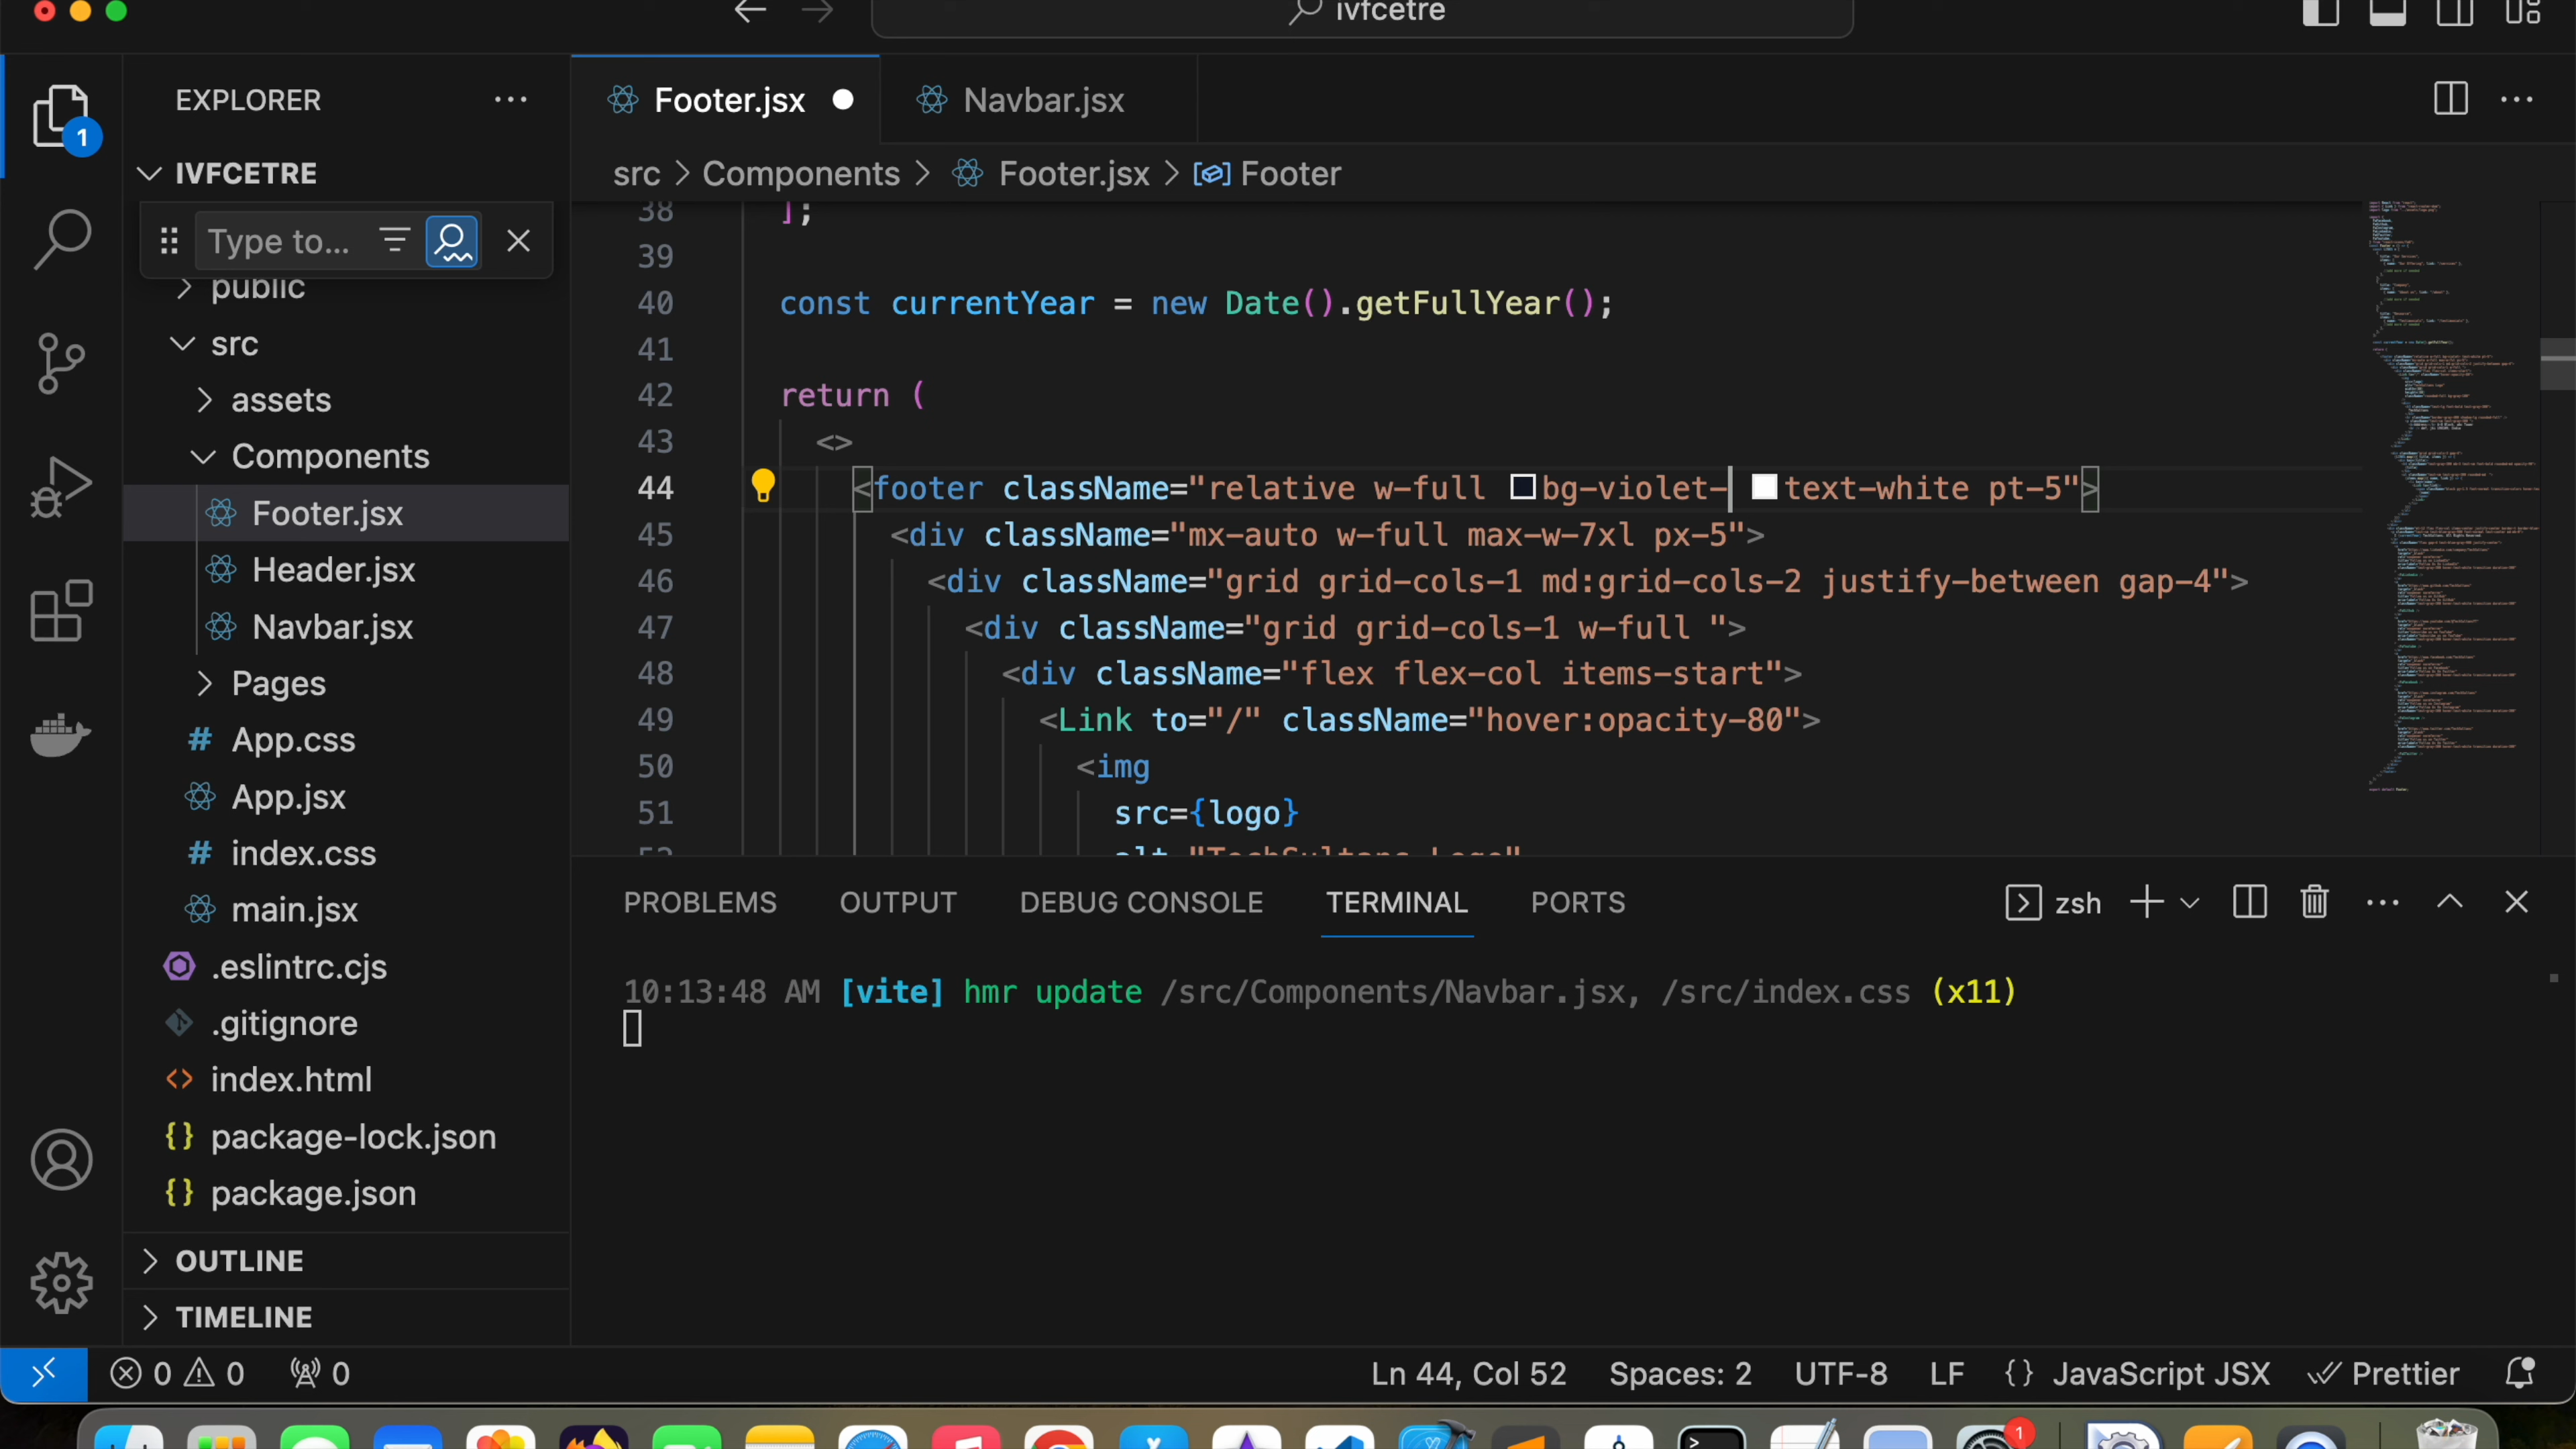 ivfcetre
EXPLORER
1
IVFCETRE
Type to...
public
src
assets
Components
Footer.jsx
Header.jsx
Navbar.jsx
Pages
# App.css
App.jsx
# index.css
main.jsx
.eslintrc.cjs
.gitignore
<> index.html
{} package-lock.json
{} package.json
OUTLINE
TIMELINE
Footer.jsx
Navbar.jsx
src > Components > Footer.jsx > Footer
38 ];
39
40 const currentYear = new Date().getFullYear();
41
42 return (
43 <>
44 <footer className="relative w-full bg-violet- text-white pt-5">
45 <div className="mx-auto w-full max-w-7xl px-5">
46 <div className="grid grid-cols-1 md:grid-cols-2 justify-between gap-4">
47 <div className="grid grid-cols-1 w-full ">
48 <div className="flex flex-col items-start">
49 <Link to="/" className="hover:opacity-80">
50 <img
51 src={logo}
52 alt="TechSultans Logo"
PROBLEMS OUTPUT DEBUG CONSOLE TERMINAL PORTS
zsh
10:13:48 AM [vite] hmr update /src/Components/Navbar.jsx, /src/index.css (x11)
0 0 0
Ln 44, Col 52 Spaces: 2 UTF-8 LF {} JavaScript JSX Prettier
1